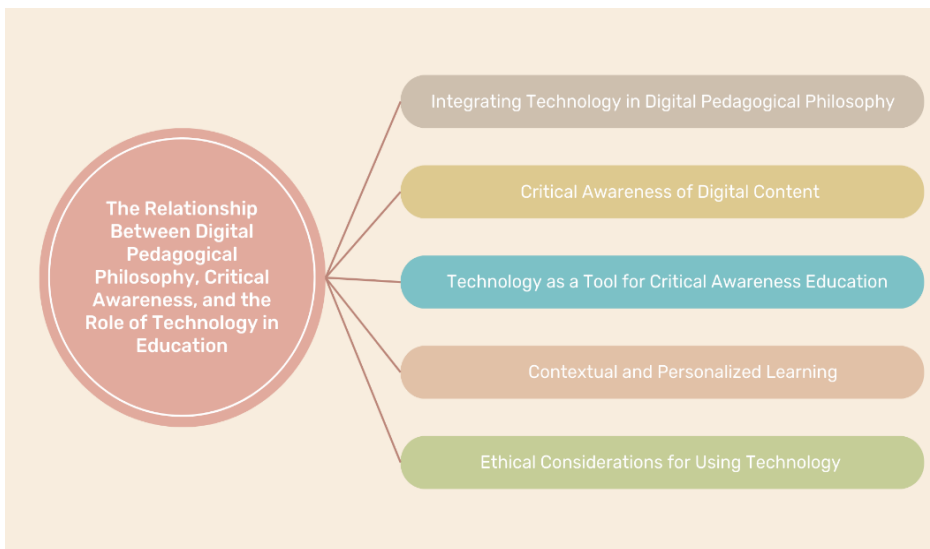 The Relationship
Between Digital
Pedagogical
Philosophy, Critical
Awareness, and the
Role of Technology in
Education
Integrating Technology in Digital Pedagogical Philosophy
Critical Awareness of Digital Content
Technology as a Tool for Critical Awareness Education
Contextual and Personalized Learning
Ethical Considerations for Using Technology